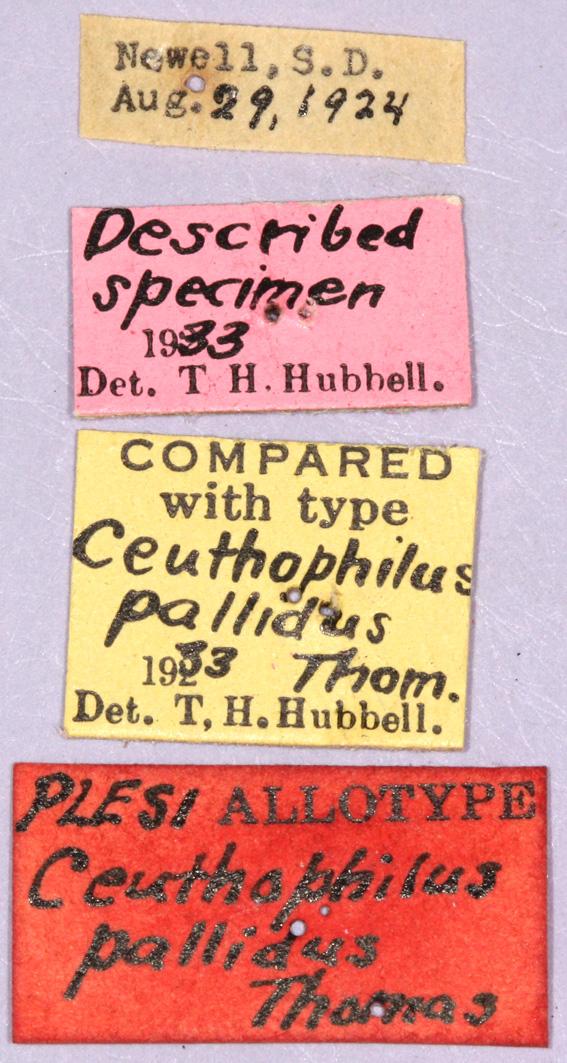 Newell, S.D.
Aug. 29, 1924
Described
specimen
1933
Det. T H. Hubbell.
COMPARED
with type
Ceuthophilus
pallidus
1933 Thom.
Det. T, H. Hubbell.
PLESI ALLOTYPE
Ceuthophilus
pallidus
Thomas